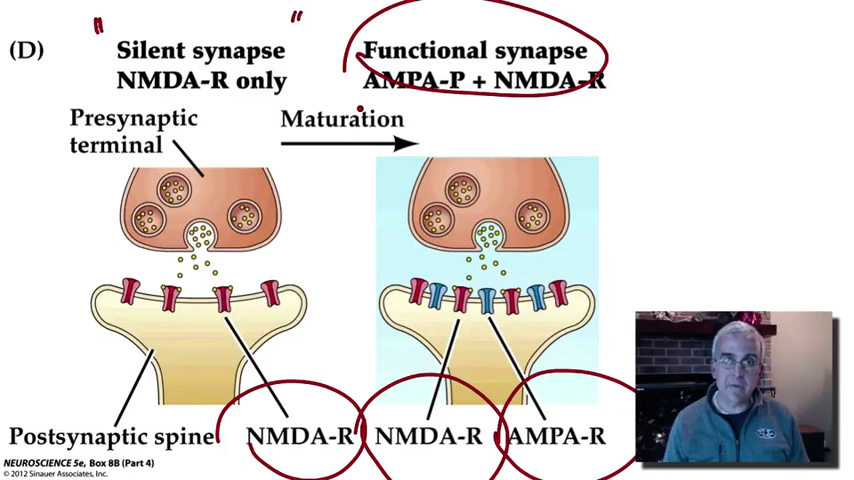 (D)
" Silent synapse "
NMDA-R only
Functional synapse
AMPA-P + NMDA-R
Presynaptic
terminal
Maturation
Postsynaptic spine
NMDA-R
NMDA-R
AMPA-R
NEUROSCIENCE 5e, Box 8B (Part 4)
© 2012 Sinauer Associates, Inc.